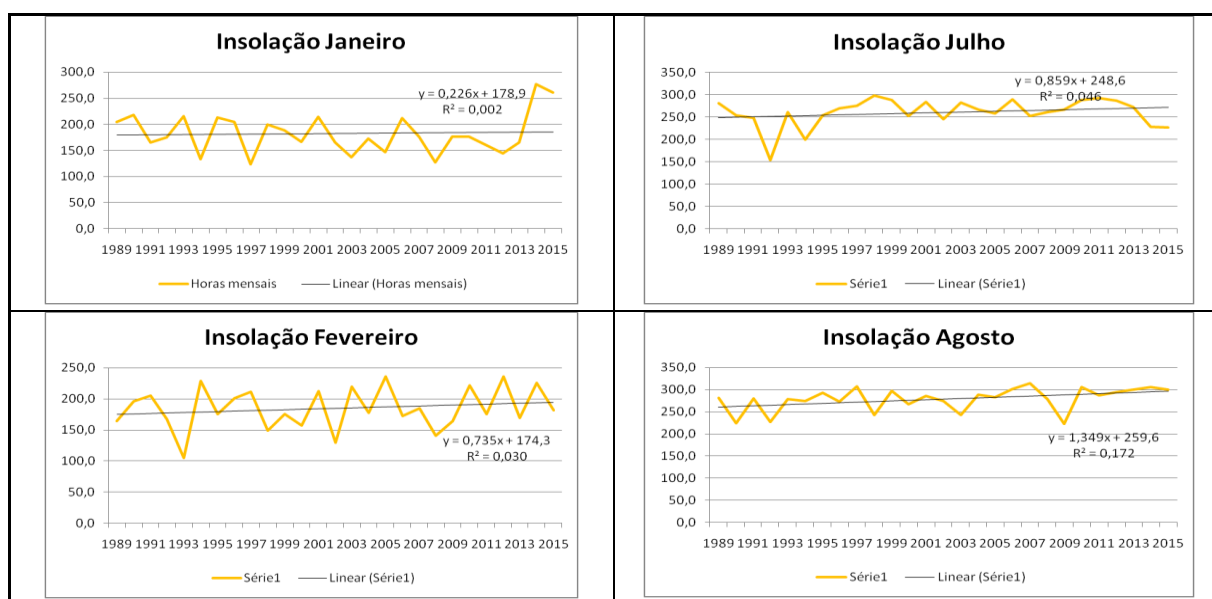 Insolação Janeiro
300,0
250,0
200,0
150,0
100,0
50,0
0,0
y = 0,226x + 178,9
R² = 0,002
1989 1991 1993 1995 1997 1999 2001 2003 2005 2007 2009 2011 2013 2015
Horas mensais Linear (Horas mensais)
Insolação Julho
350,0
300,0
250,0
200,0
150,0
100,0
50,0
0,0
y = 0,859x + 248,6
R² = 0,046
1989 1991 1993 1995 1997 1999 2001 2003 2005 2007 2009 2011 2013 2015
Série1 Linear (Série1)
Insolação Fevereiro
250,0
200,0
150,0
100,0
50,0
0,0
y = 0,735x + 174,3
R² = 0,030
1989 1991 1993 1995 1997 1999 2001 2003 2005 2007 2009 2011 2013 2015
Série1 Linear (Série1)
Insolação Agosto
350,0
300,0
250,0
200,0
150,0
100,0
50,0
0,0
y = 1,349x + 259,6
R² = 0,172
1989 1991 1993 1995 1997 1999 2001 2003 2005 2007 2009 2011 2013 2015
Série1 Linear (Série1)